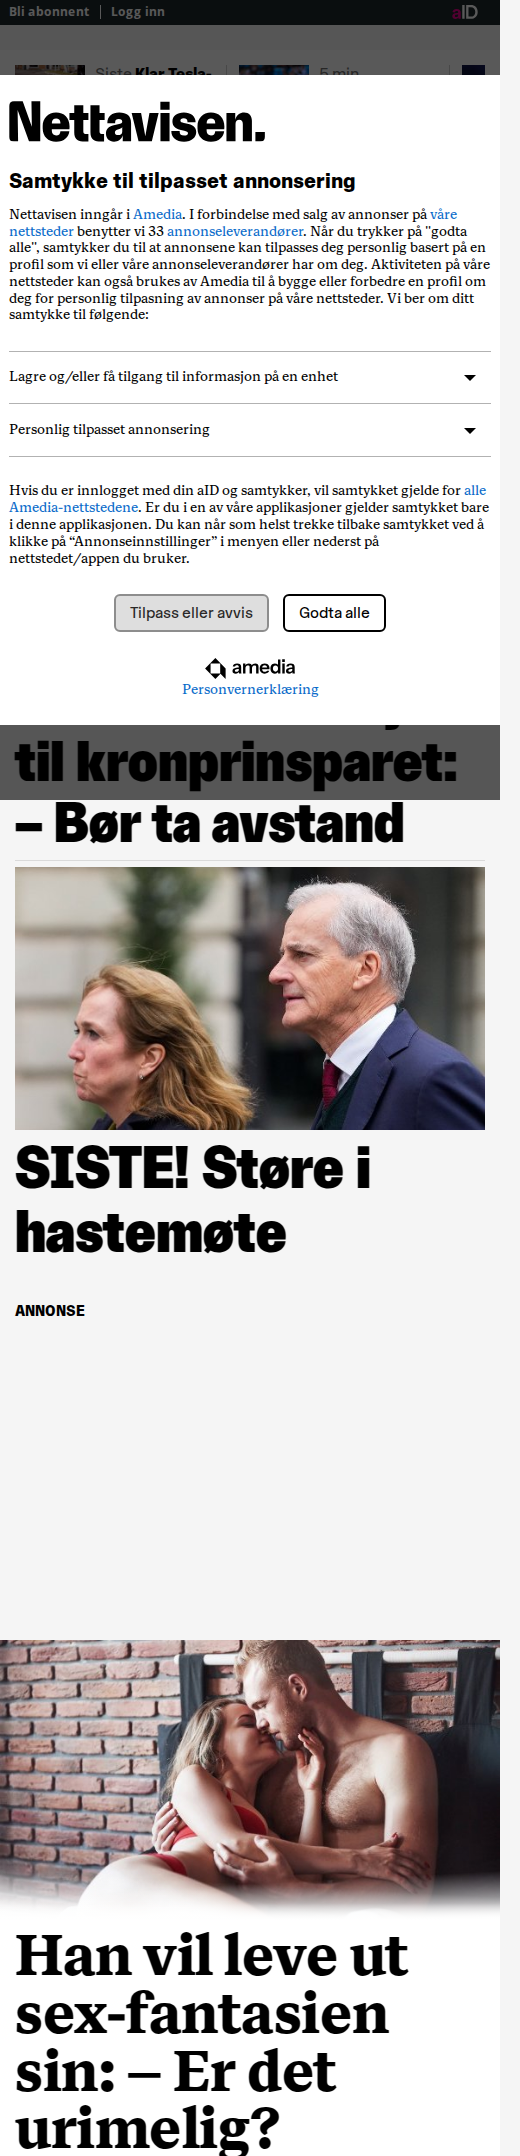 Bli abonnent
Logg inn
aID
Siste Klar Tesla-
5 min
Nettavisen.
Samtykke til tilpasset annonsering
Nettavisen inngår i Amedia. I forbindelse med salg av annonser på våre
nettsteder benytter vi 33 annonseleverandører. Når du trykker på "godta
alle", samtykker du til at annonsene kan tilpasses deg personlig basert på en
profil som vi eller våre annonseleverandører har om deg. Aktiviteten på våre
nettsteder kan også brukes av Amedia til å bygge eller forbedre en profil om
deg for personlig tilpasning av annonser på våre nettsteder. Vi ber om ditt
samtykke til følgende:
Lagre og/eller få tilgang til informasjon på en enhet
Personlig tilpasset annonsering
Hvis du er innlogget med din aID og samtykker, vil samtykket gjelde for alle
Amedia-nettstedene. Er du i en av våre applikasjoner gjelder samtykket bare
i denne applikasjonen. Du kan når som helst trekke tilbake samtykket ved å
klikke på “Annonseinnstillinger” i menyen eller nederst på
nettstedet/appen du bruker.
Tilpass eller avvis
Godta alle
amedia
Personvernerklæring
til kronprinsparet:
– Bør ta avstand
SISTE! Støre i
hastemøte
ANNONSE
Han vil leve ut
sex-fantasien
sin: – Er det
urimelig?